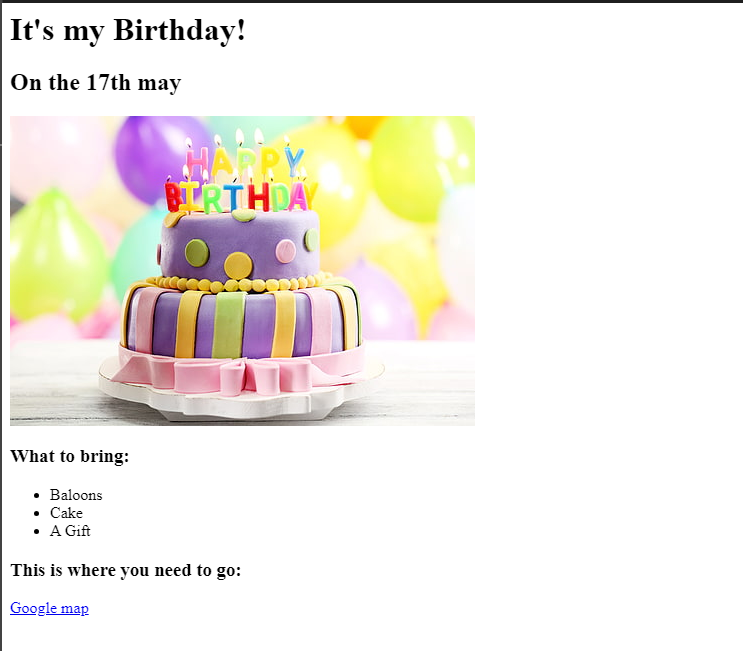 It's my Birthday!
On the 17th may
HAPPY
BIRTHDAY
What to bring:
Baloons
Cake
A Gift
This is where you need to go:
Google map